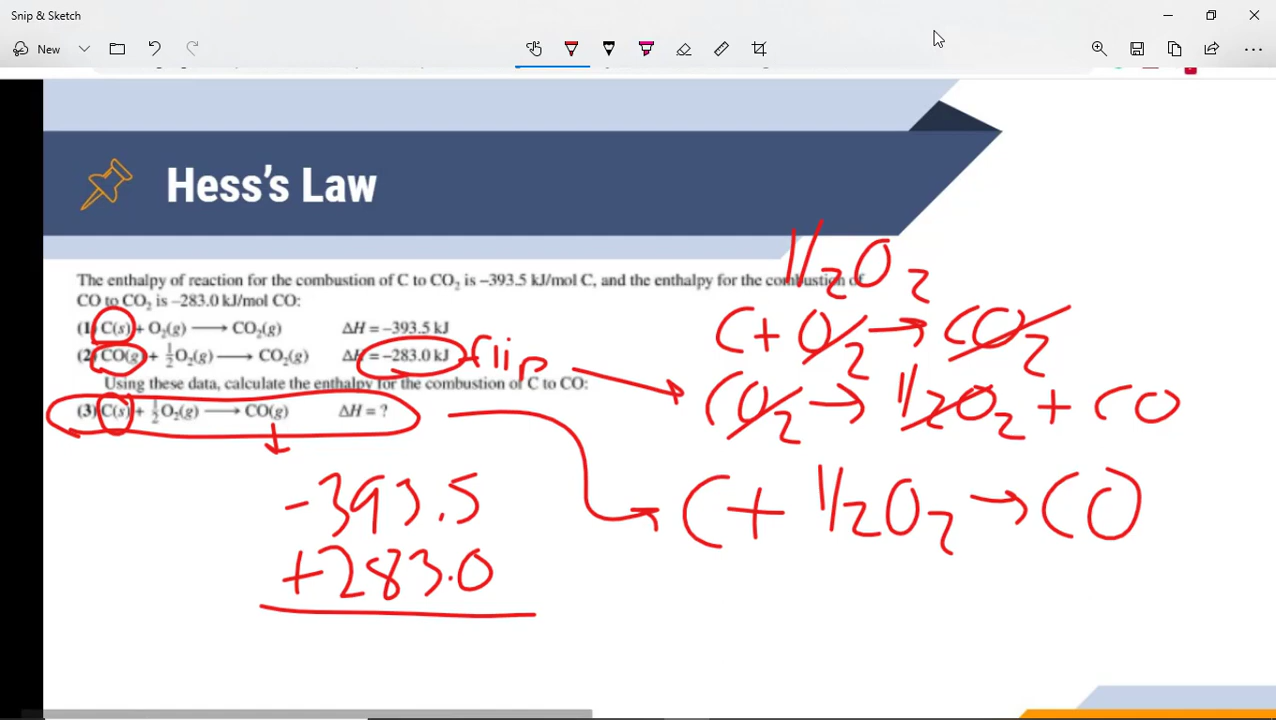 Snip & Sketch
New
Hess's Law
The enthalpy of reaction for the combustion of C to CO₂ is –393.5 kJ/mol C, and the enthalpy for the combustion of
CO to CO₂ is –283.0 kJ/mol CO:
(1) C(s) + O₂(g) ⟶ CO₂(g) ΔH = –393.5 kJ
(2) CO(g) + ½O₂(g) ⟶ CO₂(g) ΔH = –283.0 kJ
flip
Using these data, calculate the enthalpy for the combustion of C to CO:
(3) C(s) + ½O₂(g) ⟶ CO(g) ΔH = ?
-393.5
+283.0
1/2O₂
C + O₂ → CO₂
CO₂ → 1/2O₂ + CO
C + 1/2O₂ → CO